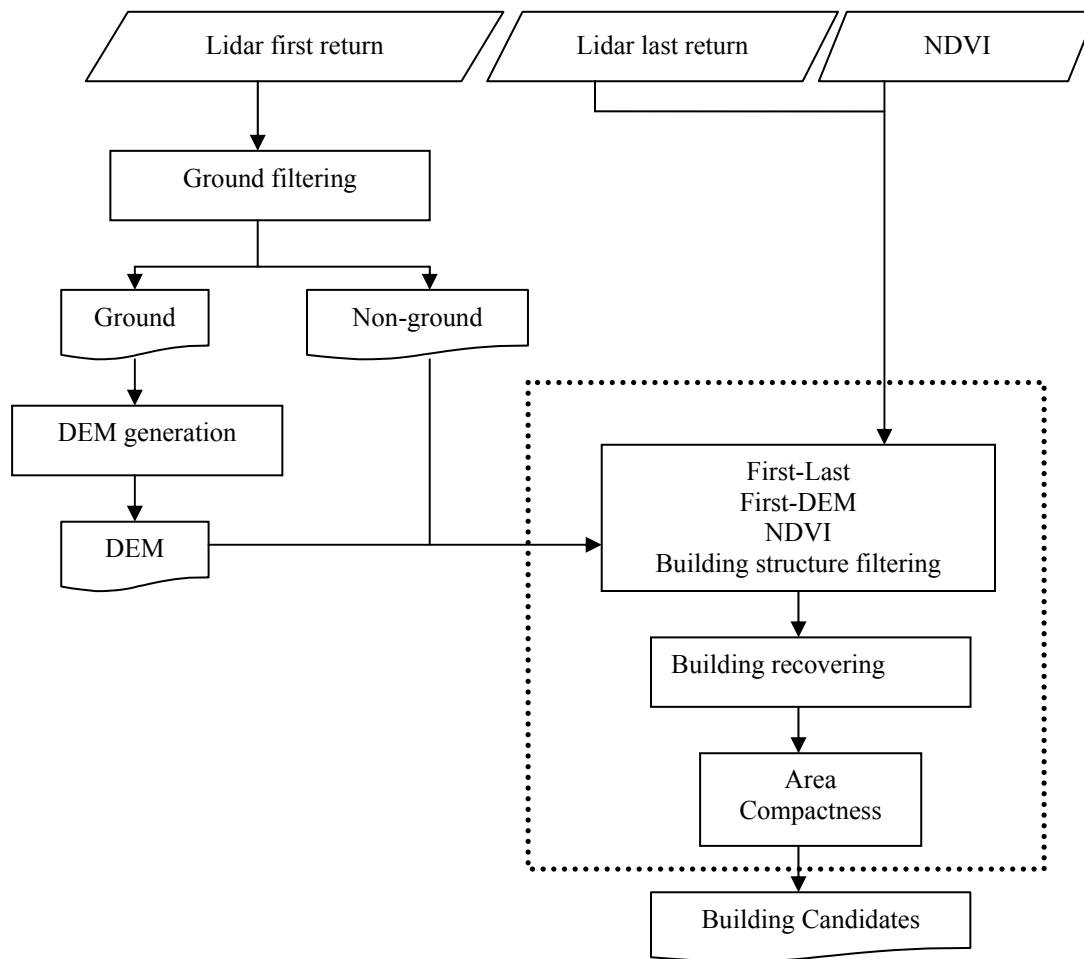 Lidar first return
Lidar last return
NDVI
Ground filtering
Ground
Non-ground
DEM generation
DEM
First-Last
First-DEM
NDVI
Building structure filtering
Building recovering
Area
Compactness
Building Candidates